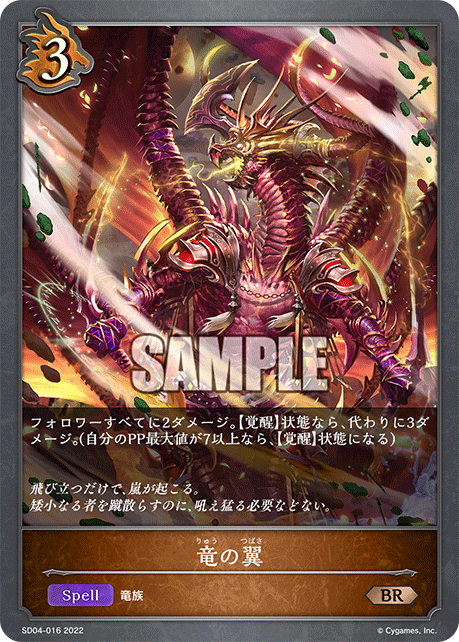 3
SAMPLE
フォロワーすべてに2ダメージ。【覚醒】状態なら、代わりに3ダ
メージ。(自分のPP最大値が7以上なら、【覚醒】状態になる)
飛び立つだけで、嵐が起こる。
矮小なる者を蹴散らすのに、吼え猛る必要などない。
りゅう つばさ
竜の翼
Spell 竜族 BR
SD04-016 2022 © Cygames, Inc.